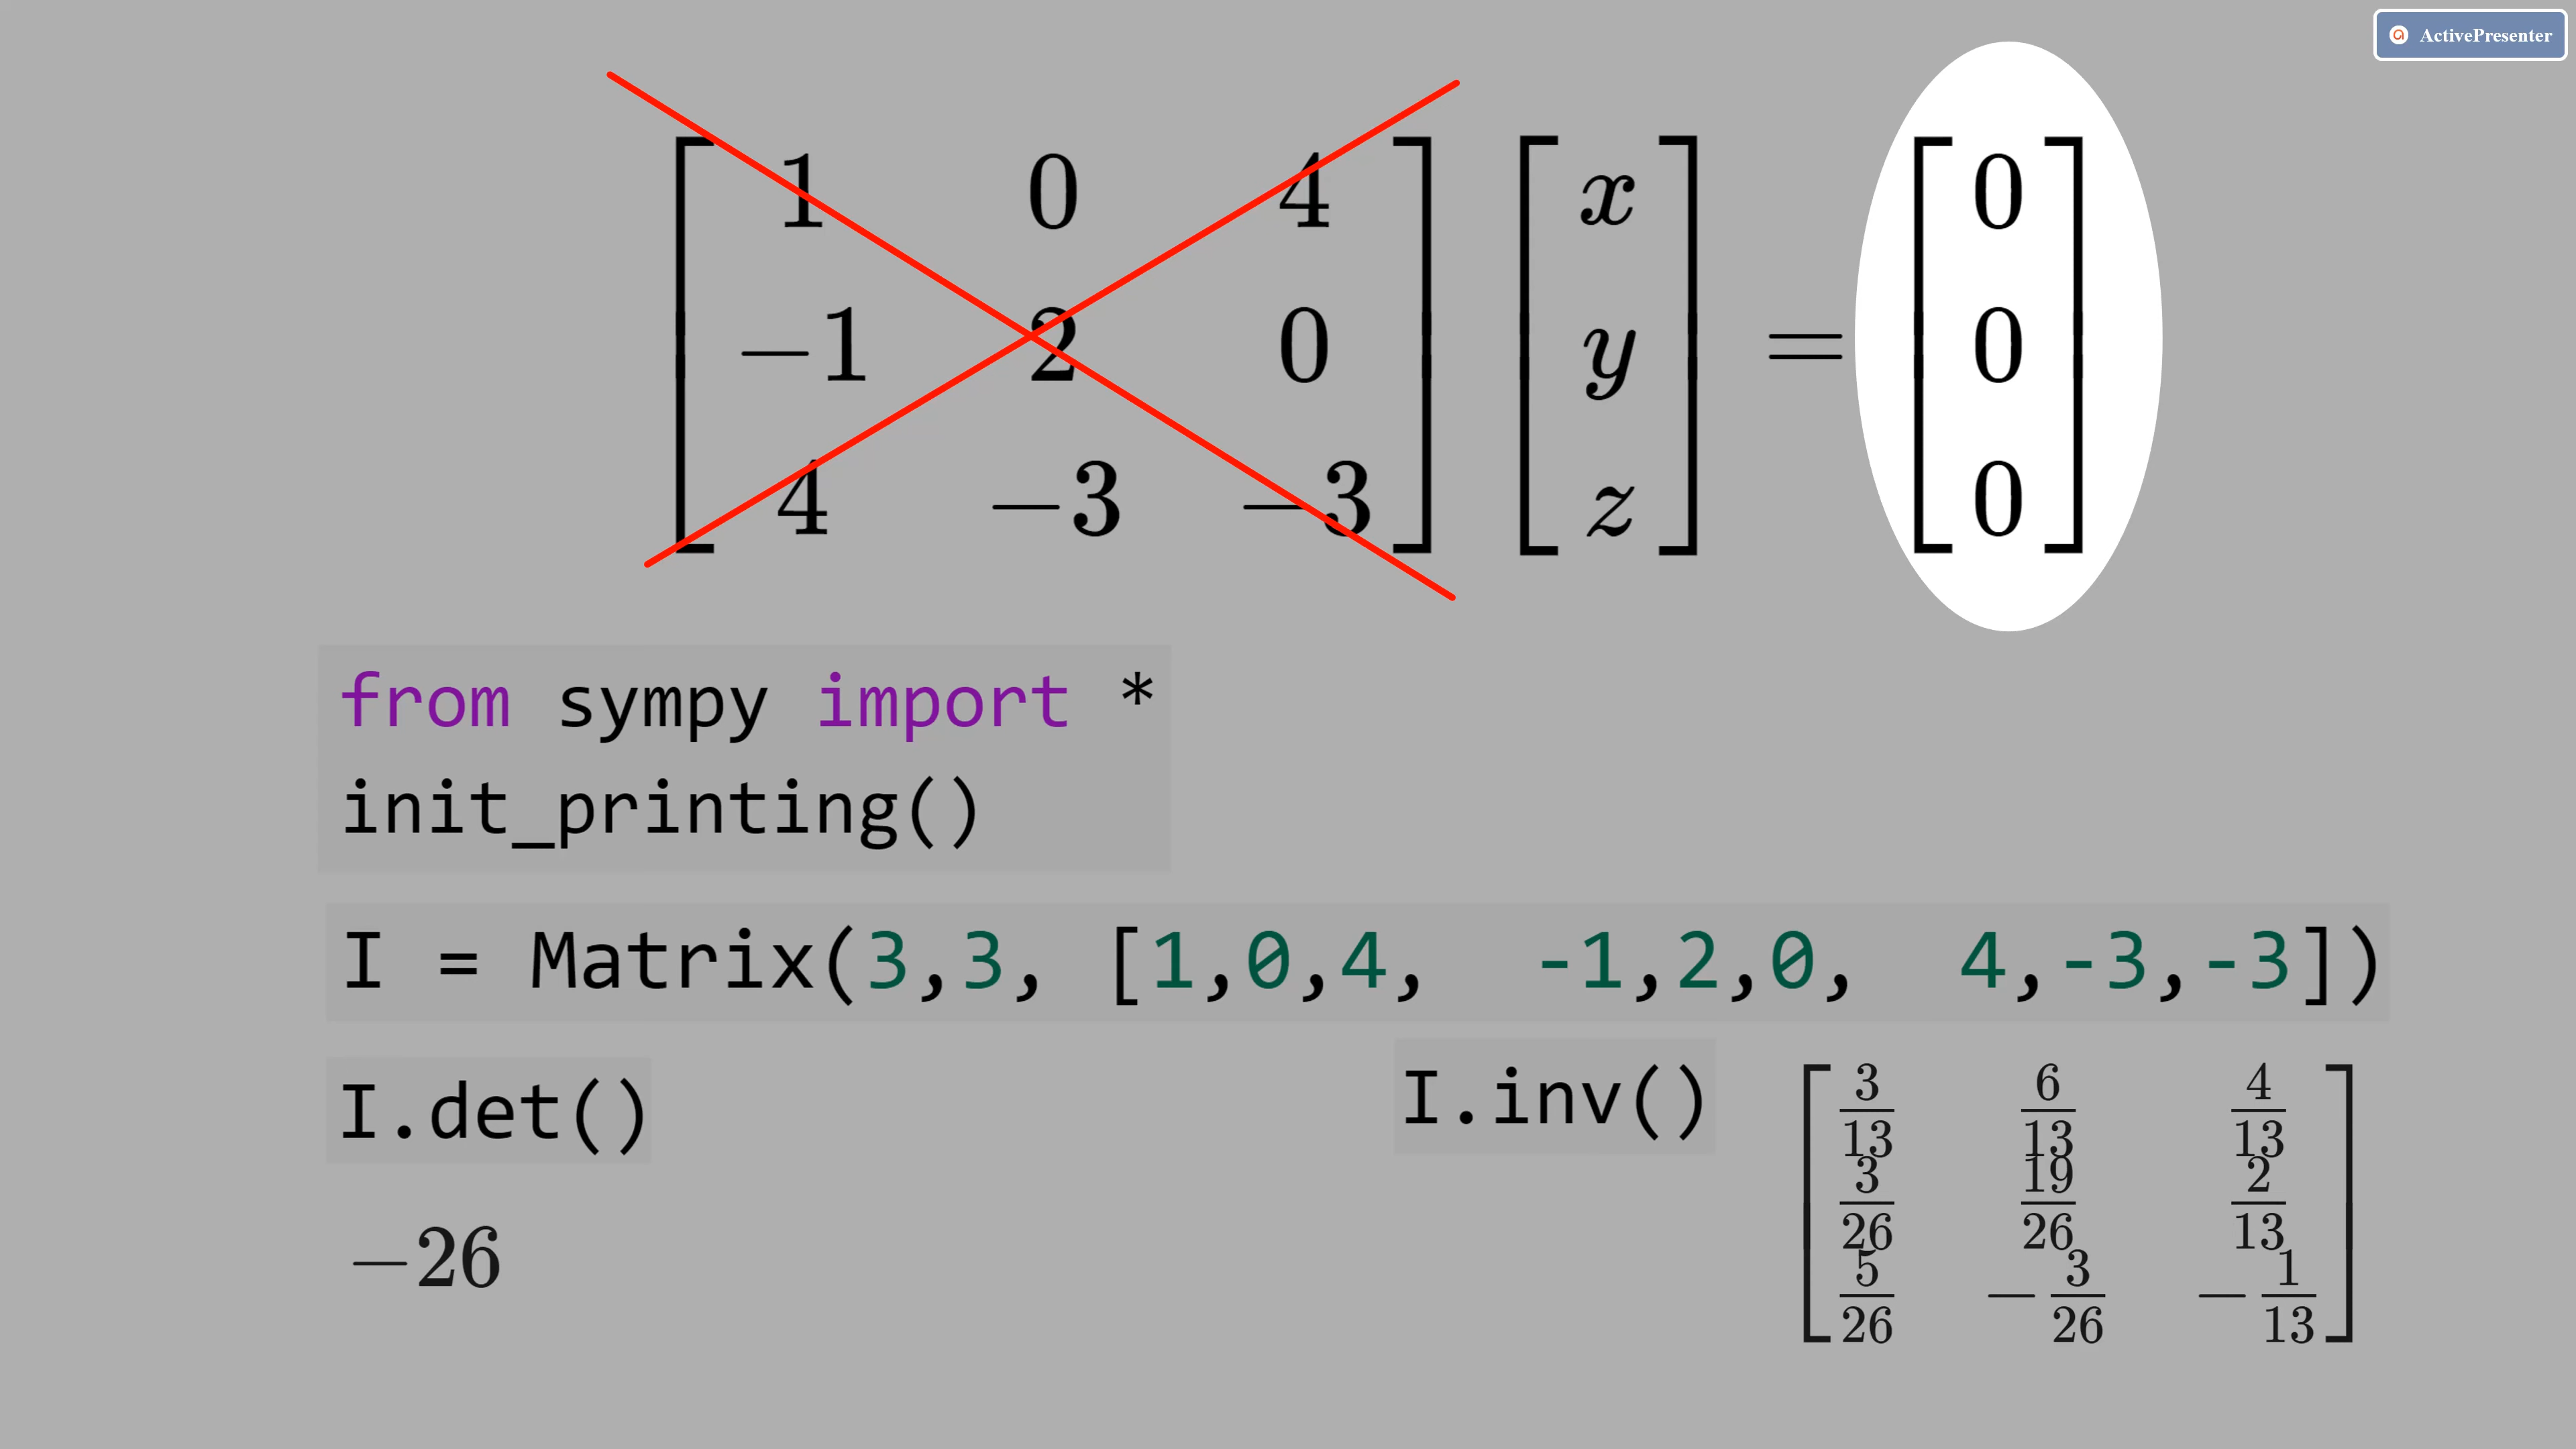 ActivePresenter
1 0 4 x 0
−1 2 0 y = 0
4 −3 −3 z 0
from sympy import *
init_printing()
I = Matrix(3,3, [1,0,4, -1,2,0, 4,-3,-3])
I.det()
−26
I.inv()
3/13 6/13 4/13
3/26 19/26 2/13
5/26 −3/26 −1/13